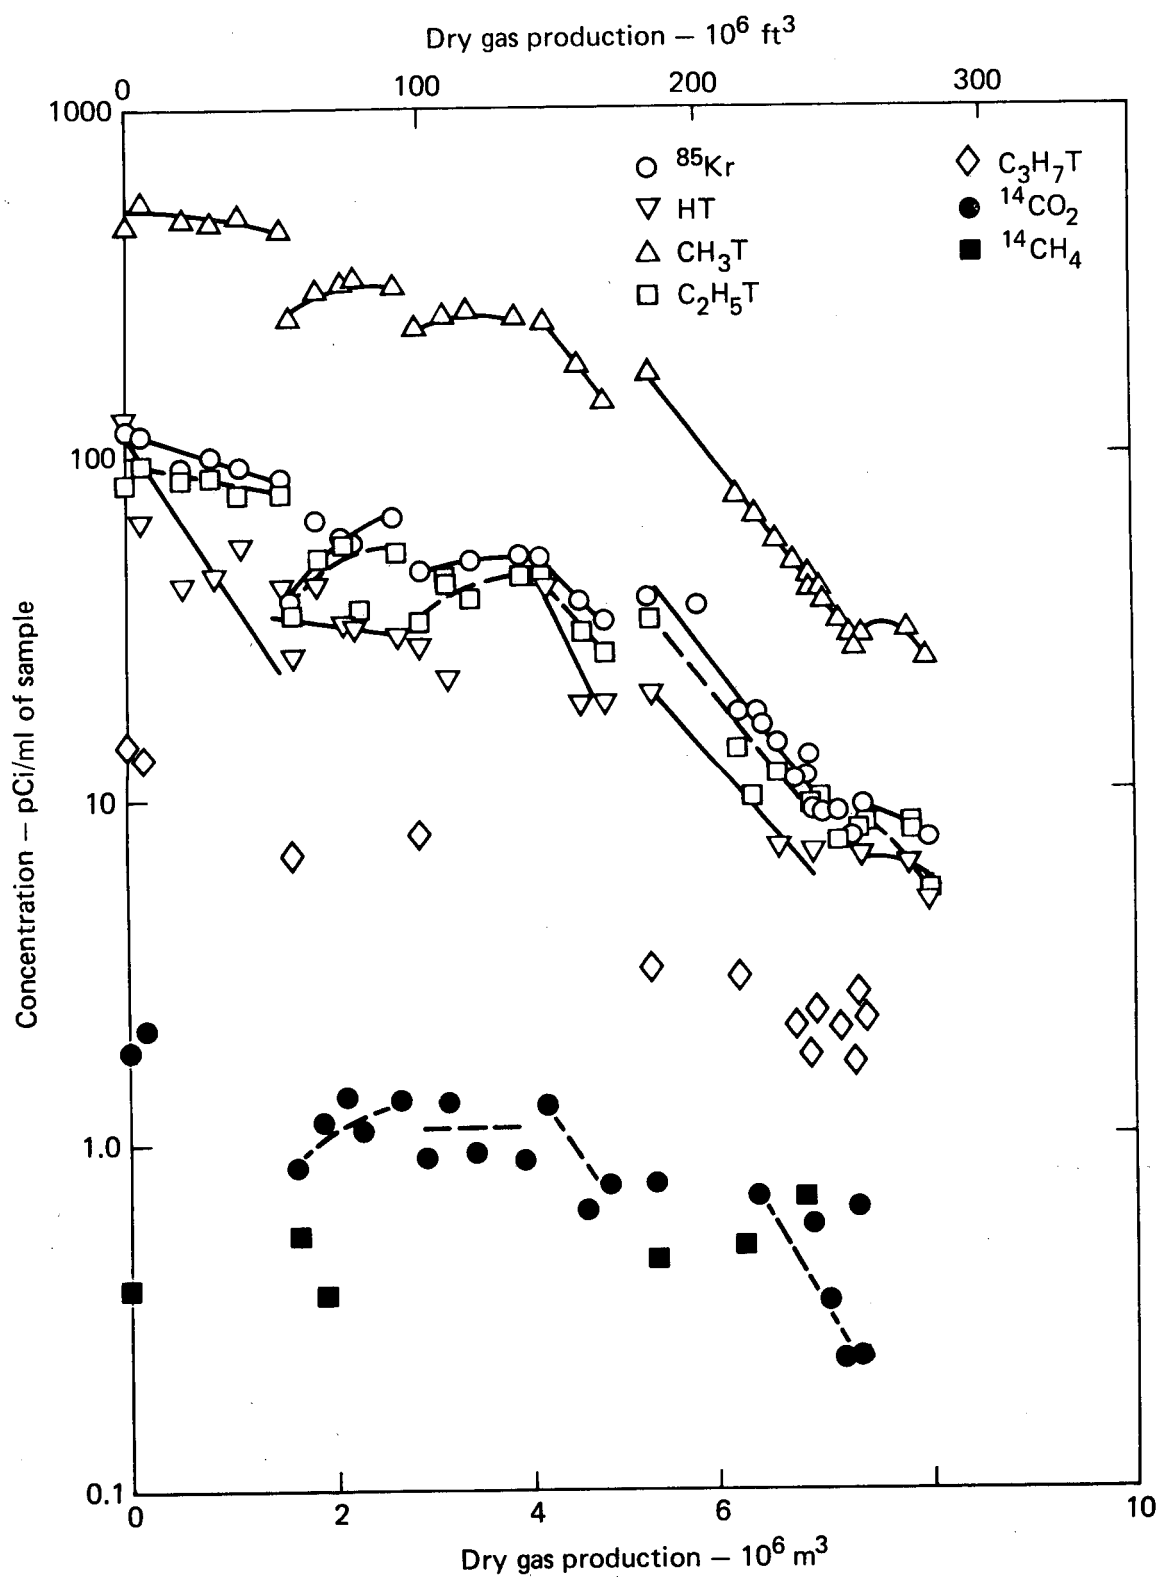 Dry gas production – 10⁶ ft³
0 100 200 300
1000
100
10
1.0
0.1
Concentration – pCi/ml of sample
⁸⁵Kr
HT
CH₃T
C₂H₅T
C₃H₇T
¹⁴CO₂
¹⁴CH₄
0 2 4 6 10
Dry gas production – 10⁶ m³